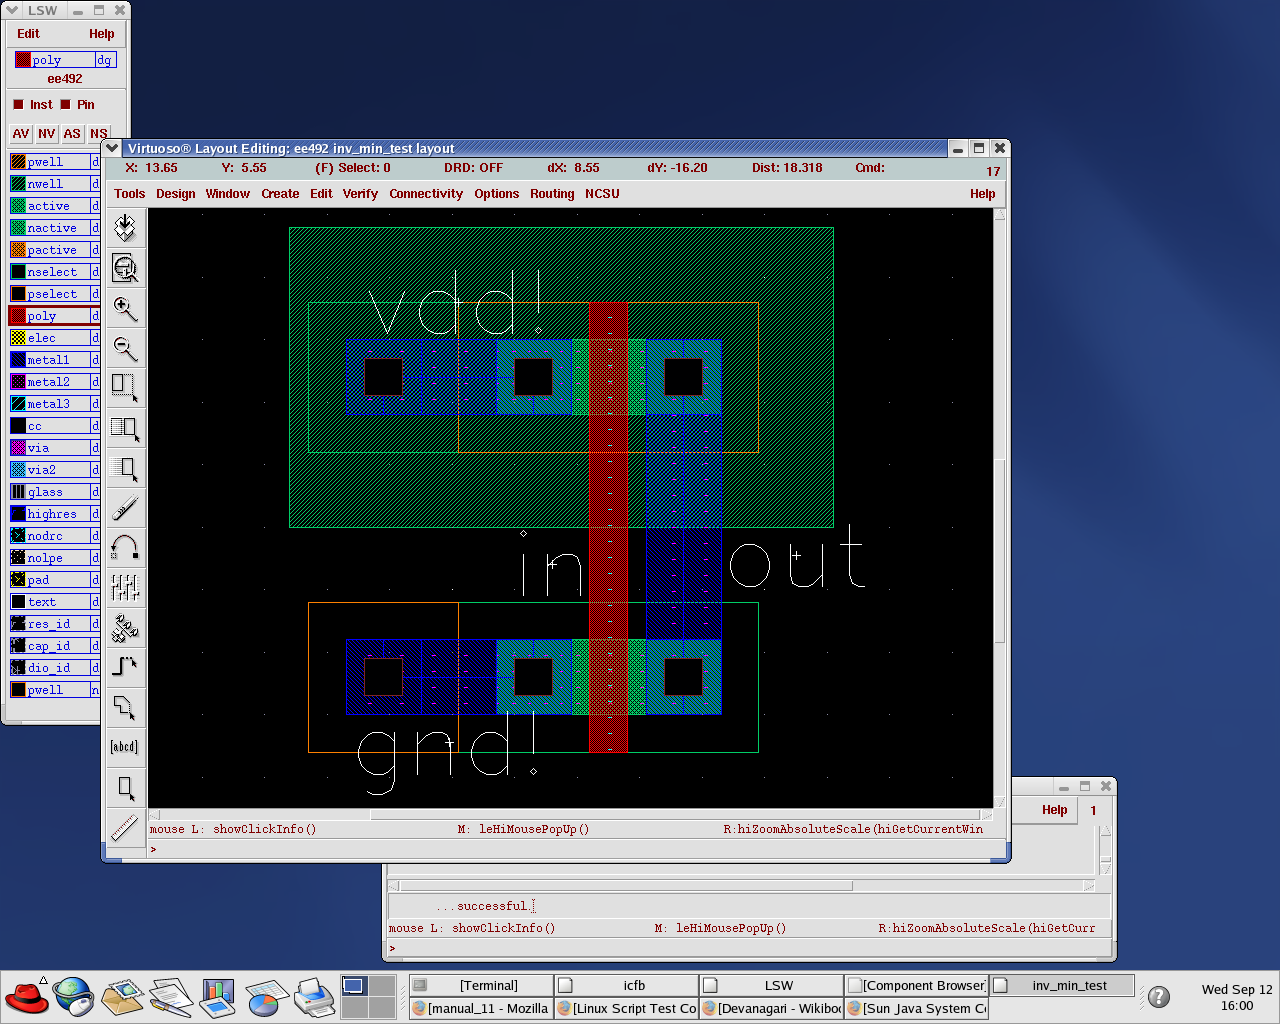 LSW
Edit Help
poly dg
ee492
Inst Pin
AV NV AS NS
pwell d
nwell d
active d
nactive d
pactive d
nselect d
pselect d
poly d
elec d
metal1 d
metal2 d
metal3 d
cc d
via d
via2 d
glass d
highres d
nodrc d
nolpe d
pad d
text d
res_id d
cap_id d
dio_id d
pwell n
Virtuoso® Layout Editing: ee492 inv_min_test layout
X: 13.65 Y: 5.55 (F) Select: 0 DRD: OFF dX: 8.55 dY: -16.20 Dist: 18.318 Cmd: 17
Tools Design Window Create Edit Verify Connectivity Options Routing NCSU Help
[abcd]
vdd!
in
out
gnd!
mouse L: showClickInfo() M: leHiMousePopUp() R:hiZoomAbsoluteScale(hiGetCurrentWin
>
Help 1
...successful.
mouse L: showClickInfo() M: leHiMousePopUp() R:hiZoomAbsoluteScale(hiGetCurr
>
[Terminal] icfb LSW [Component Browser] inv_min_test
[manual_11 - Mozilla [Linux Script Test Co [Devanagari - Wikiboo [Sun Java System Co
Wed Sep 12
16:00